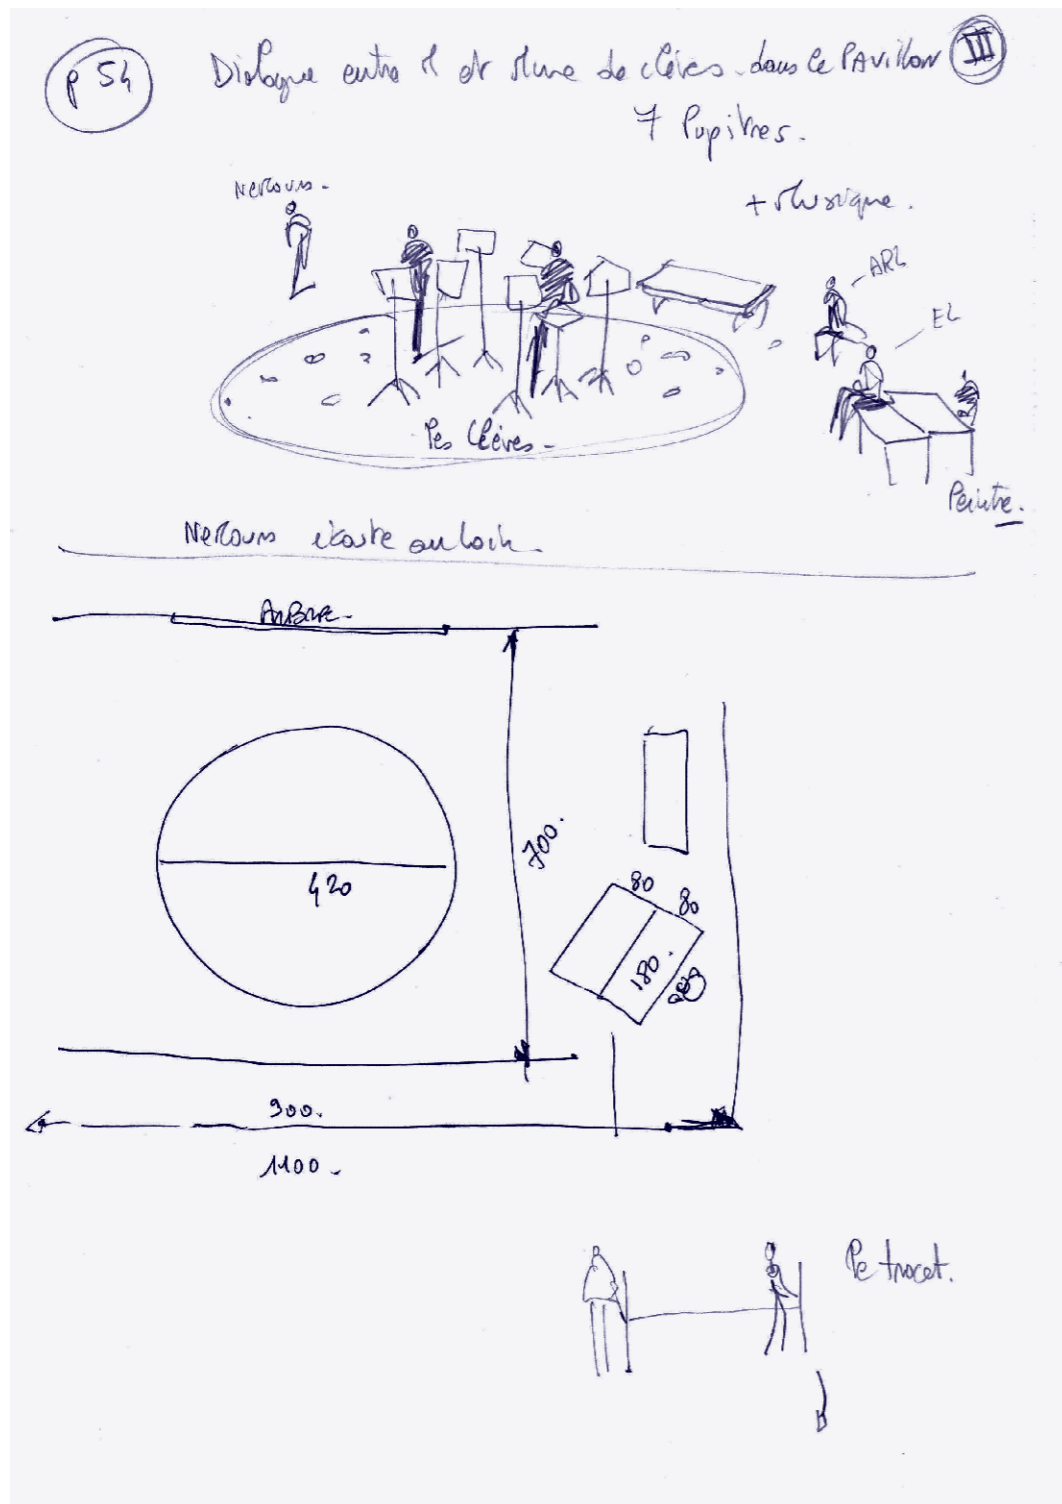 p 54
Dialogue entre M et Mme de Clèves. dans le PAVILLON III
7 Pupitres.
+ Musique.
Nemours.
ARL
EL
les Clèves.
Peintre.
Nemours écoute au loin.
ARBRE.
700.
420
80
80
180.
900.
1100.
le tracet.